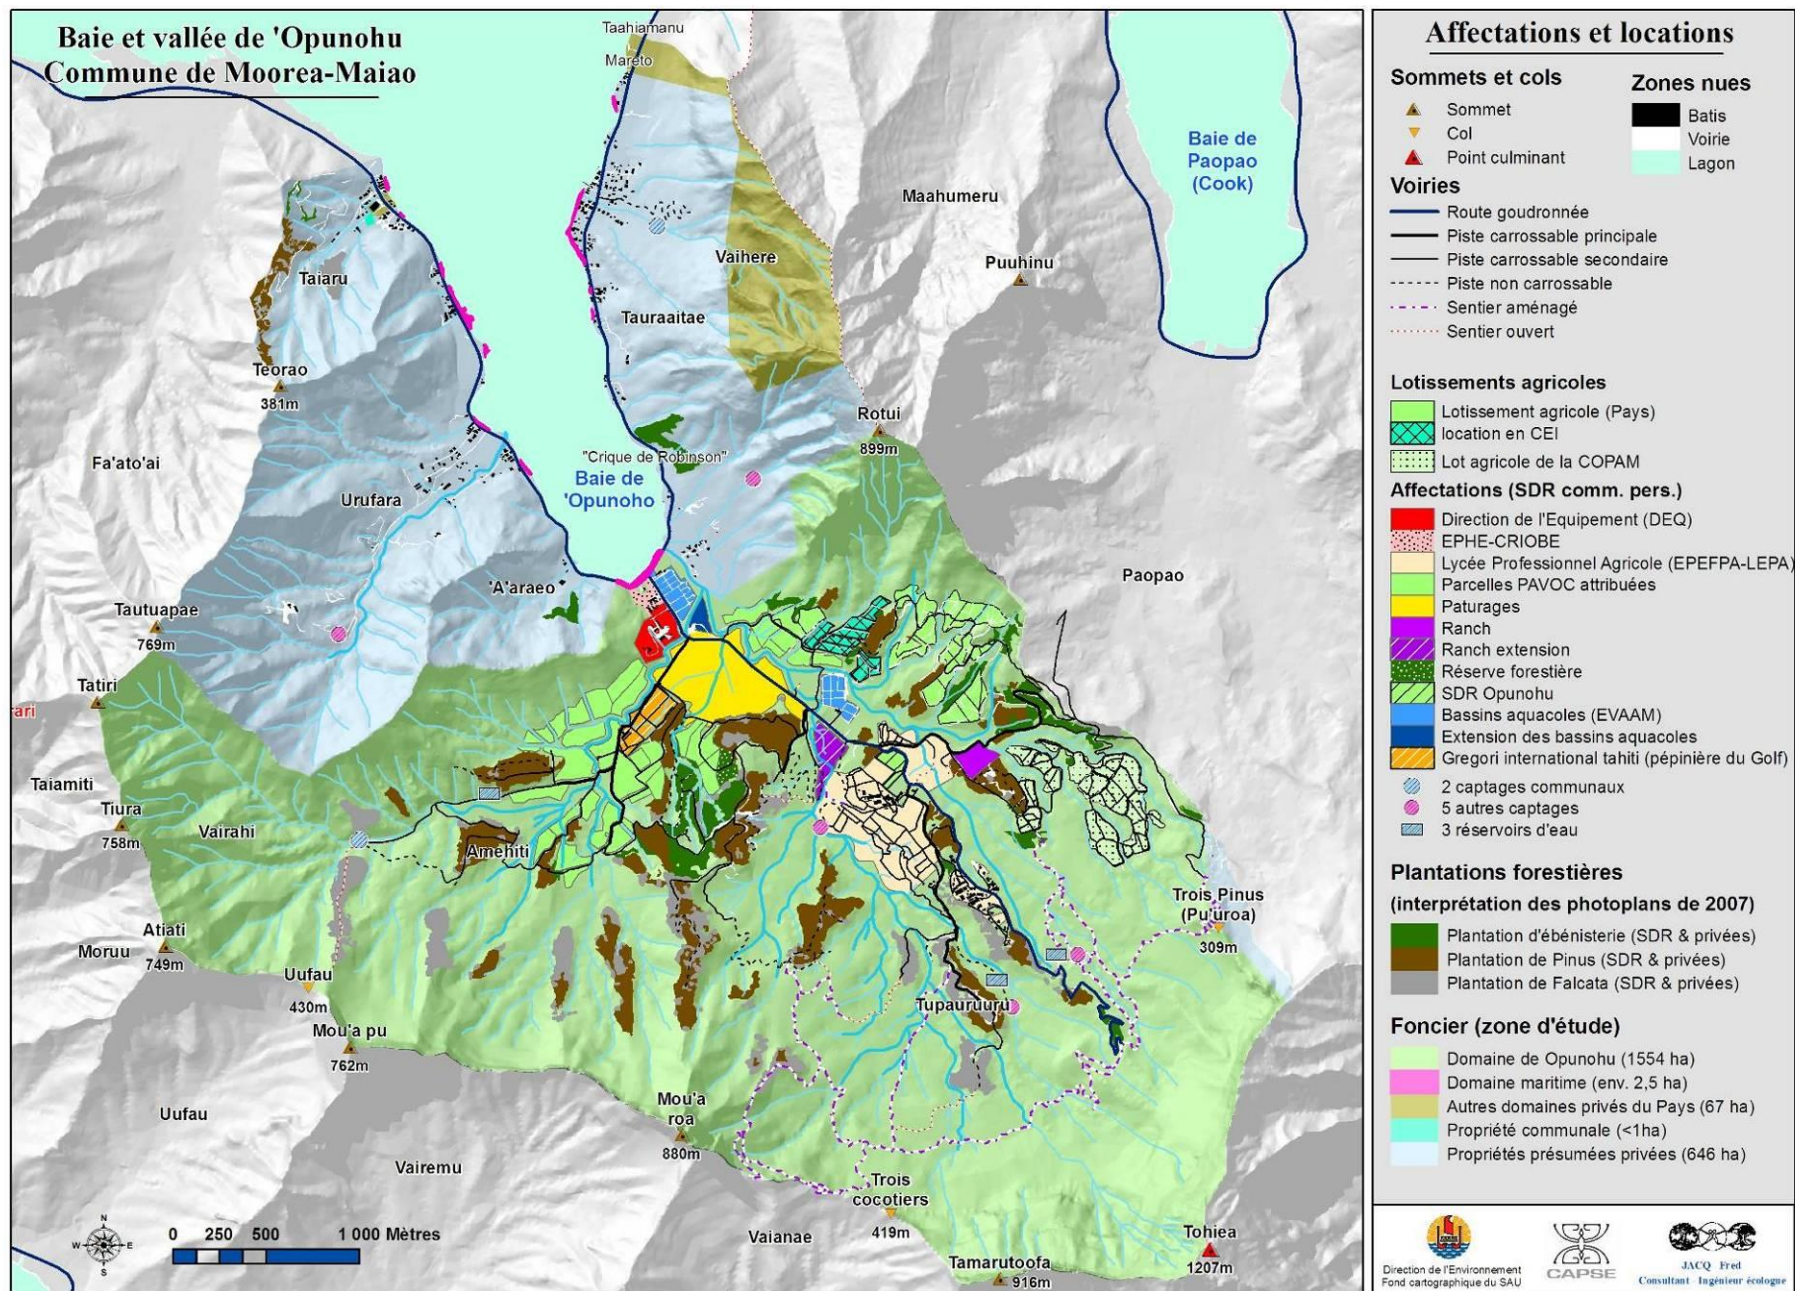 Baie et vallée de 'Opunohu
Commune de Moorea-Maiao
Taahiamanu
Mareto
Baie de
Paopao
(Cook)
Maahumeru
Puuhinu
Vaihere
Taiaru
Tauraaitae
Teorao
381m
Rotui
899m
Fa'ato'ai
"Crique de Robinson"
Baie de
'Opunoho
Urufara
Paopao
'A'araeo
Tautuapae
769m
Tatiri
rari
Taiamiti
Tiura
758m
Vairahi
Amehiti
Trois Pinus
(Pu'uroa)
309m
Atiati
749m
Moruu
Uufau
430m
Tupauruuru
Mou'a pu
762m
Uufau
Mou'a
roa
880m
Vairemu
Trois
cocotiers
419m
Vaianae
Tohiea
1207m
Tamarutoofa
916m
N
W
E
S
0 250 500 1 000 Mètres
Affectations et locations
Sommets et cols
Sommet
Col
Point culminant
Zones nues
Batis
Voirie
Lagon
Voiries
Route goudronnée
Piste carrossable principale
Piste carrossable secondaire
Piste non carrossable
Sentier aménagé
Sentier ouvert
Lotissements agricoles
Lotissement agricole (Pays)
location en CEI
Lot agricole de la COPAM
Affectations (SDR comm. pers.)
Direction de l'Equipement (DEQ)
EPHE-CRIOBE
Lycée Professionnel Agricole (EPEFPA-LEPA)
Parcelles PAVOC attribuées
Paturages
Ranch
Ranch extension
Réserve forestière
SDR Opunohu
Bassins aquacoles (EVAAM)
Extension des bassins aquacoles
Gregori international tahiti (pépinière du Golf)
2 captages communaux
5 autres captages
3 réservoirs d'eau
Plantations forestières
(interprétation des photoplans de 2007)
Plantation d'ébénisterie (SDR & privées)
Plantation de Pinus (SDR & privées)
Plantation de Falcata (SDR & privées)
Foncier (zone d'étude)
Domaine de Opunohu (1554 ha)
Domaine maritime (env. 2,5 ha)
Autres domaines privés du Pays (67 ha)
Propriété communale (<1ha)
Propriétés présumées privées (646 ha)
Direction de l'Environnement
Fond cartographique du SAU
CAPSE
JACQ Fred
Consultant - Ingénieur écologue